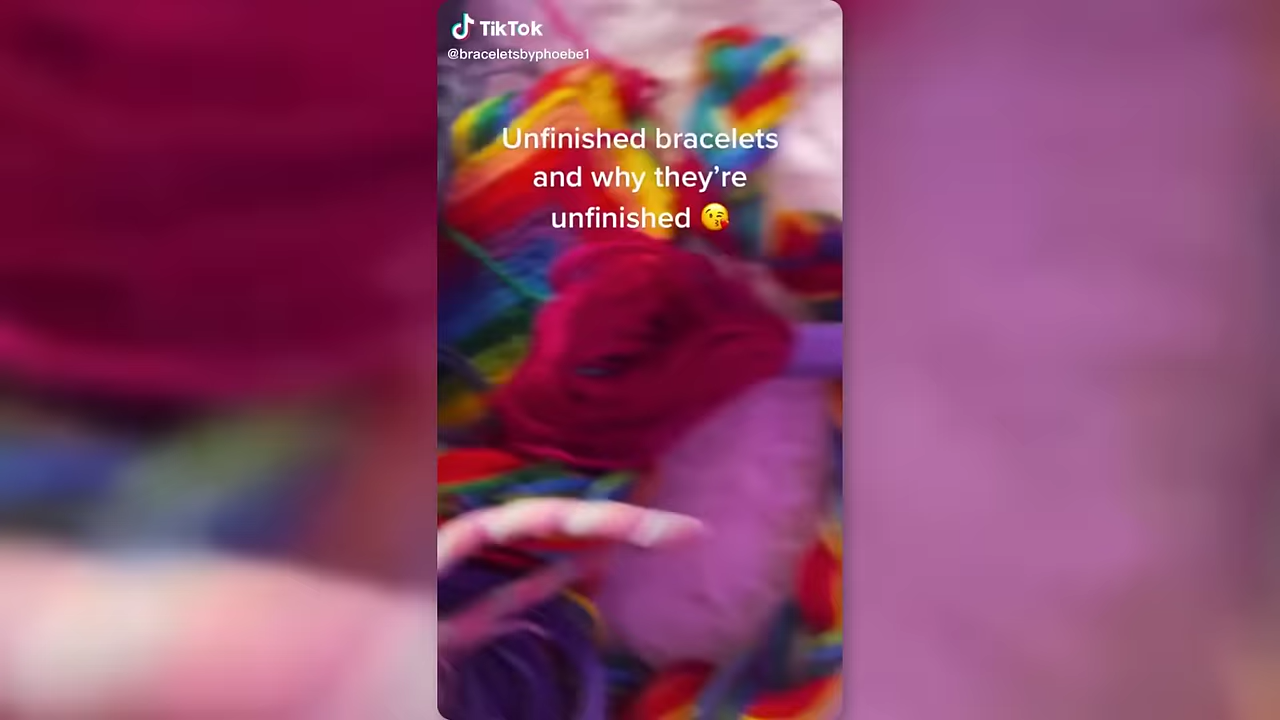 TikTok
@braceletsbyphoebe1
Unfinished bracelets
and why they’re
unfinished 😘